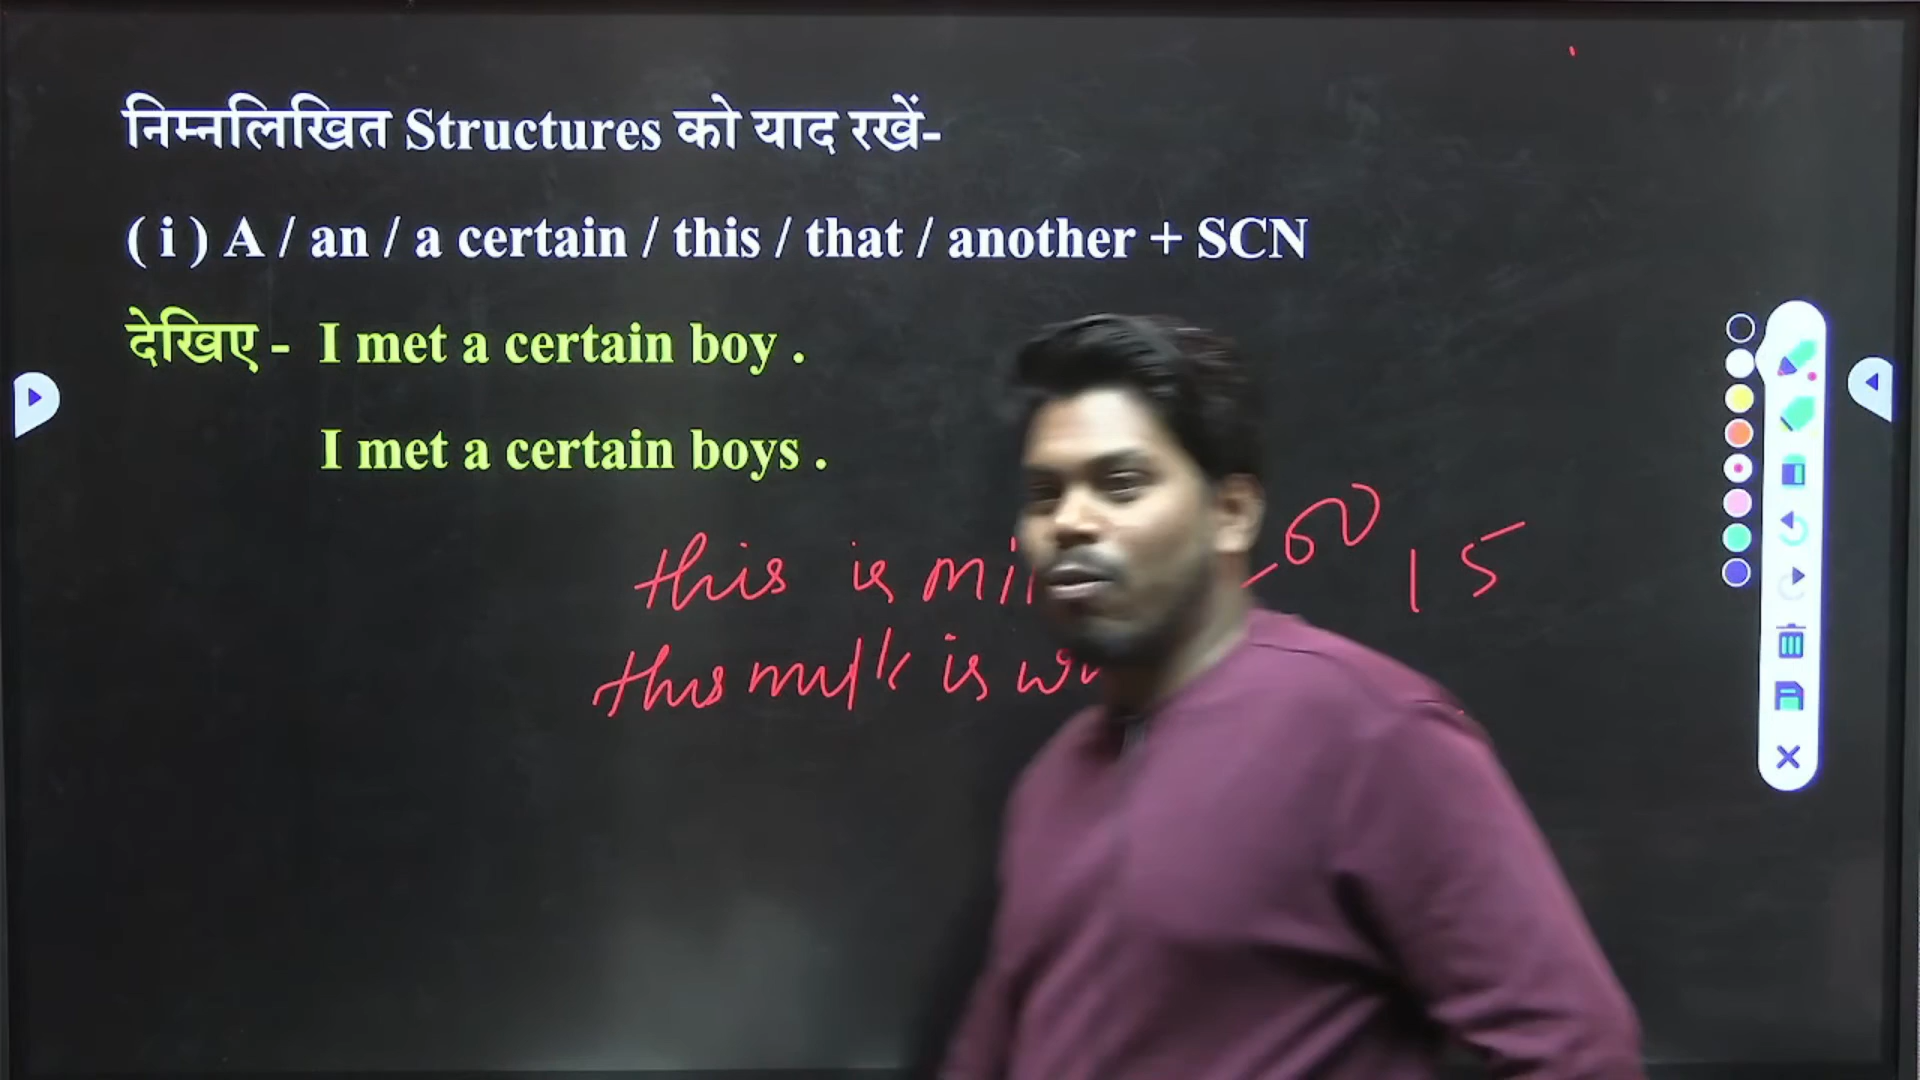 निम्नलिखित Structures को याद रखें-
( i ) A / an / a certain / this / that / another + SCN
देखिए - I met a certain boy .
I met a certain boys .
this is
60
15
this milk is